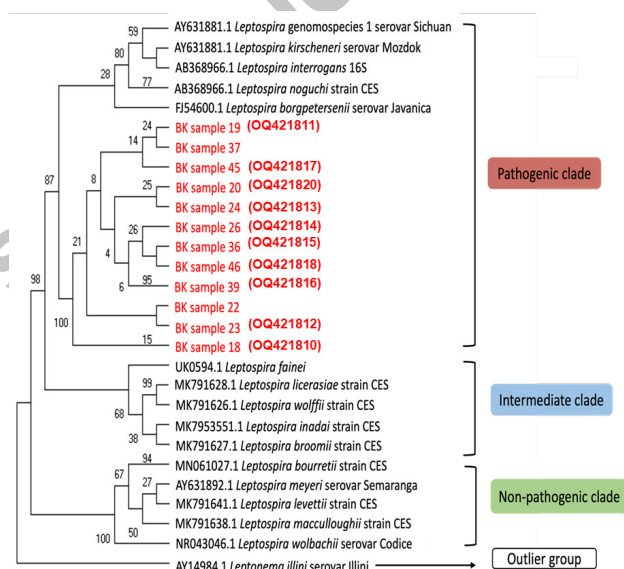 59
AY631881.1 Leptospira genomospecies 1 serovar Sichuan
80
AY631881.1 Leptospira kirscheneri serovar Mozdok
AB368966.1 Leptospira interrogans 16S
28
77
AB368966.1 Leptospira noguchi strain CES
FJ54600.1 Leptospira borgpetersenii serovar Javanica
24
BK sample 19 (OQ421811)
14
BK sample 37
BK sample 45 (OQ421817)
Pathogenic clade
87
8
25
BK sample 20 (OQ421820)
BK sample 24 (OQ421813)
26
BK sample 26 (OQ421814)
21
4
BK sample 36 (OQ421815)
BK sample 46 (OQ421818)
98
6
95
BK sample 39 (OQ421816)
BK sample 22
100
BK sample 23 (OQ421812)
15
BK sample 18 (OQ421810)
UK0594.1 Leptospira fainei
99
MK791628.1 Leptospira licerasiae strain CES
MK791626.1 Leptospira wolffii strain CES
Intermediate clade
68
MK7953551.1 Leptospira inadai strain CES
38
MK791627.1 Leptospira broomii strain CES
94
MN061027.1 Leptospira bourretii strain CES
67
27
AY631892.1 Leptospira meyeri serovar Semaranga
MK791641.1 Leptospira levettii strain CES
Non-pathogenic clade
50
MK791638.1 Leptospira macculloughii strain CES
100
NR043046.1 Leptospira wolbachii serovar Codice
AY14984.1 Leptonema illini serovar Illini
Outlier group